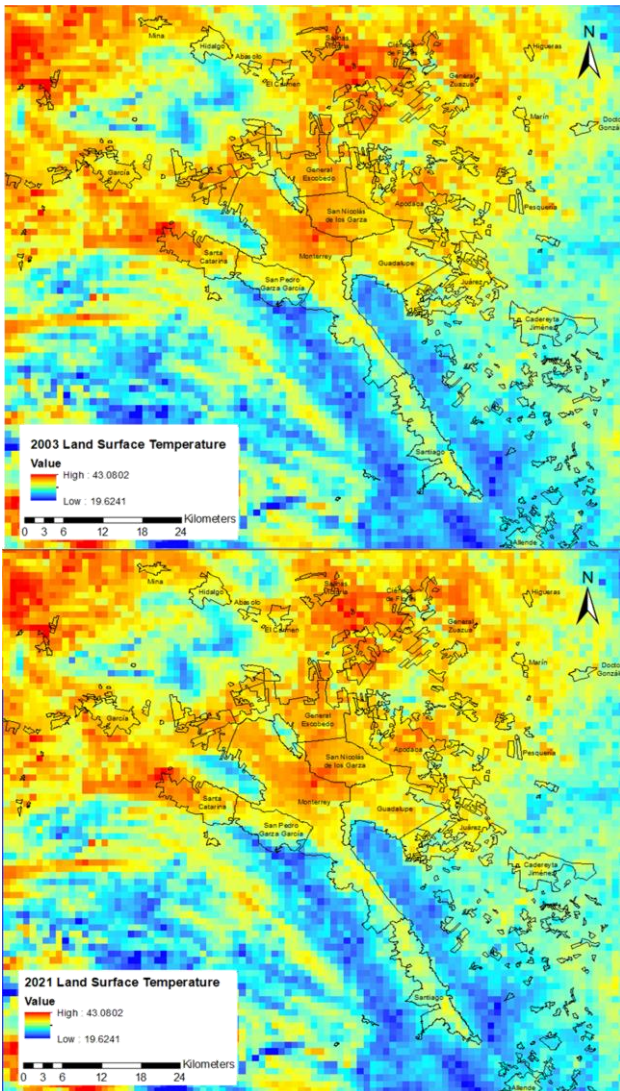 N
Mina
Hidalgo
Abasolo
El Carmen
Salinas
Victoria
Ciénega
de Flores
General
Zuazua
Higueras
Marín
Doctor
Gonzál
García
General
Escobedo
Apodaca
Pesquería
San Nicolás
de los Garza
Santa
Catarina
Monterrey
Guadalupe
San Pedro
Garza García
Juárez
Cadereyta
Jiménez
Santiago
Allende
2003 Land Surface Temperature
Value
High : 43.0802
Low : 19.6241
Kilometers
0 3 6 12 18 24
N
Mina
Hidalgo
Abasolo
El Carmen
Salinas
Victoria
Ciénega
de Flores
General
Zuazua
Higueras
Marín
Doctor
Gonzál
García
General
Escobedo
Apodaca
Pesquería
San Nicolás
de los Garza
Santa
Catarina
Monterrey
Guadalupe
San Pedro
Garza García
Juárez
Cadereyta
Jiménez
Santiago
Allende
2021 Land Surface Temperature
Value
High : 43.0802
Low : 19.6241
Kilometers
0 3 6 12 18 24